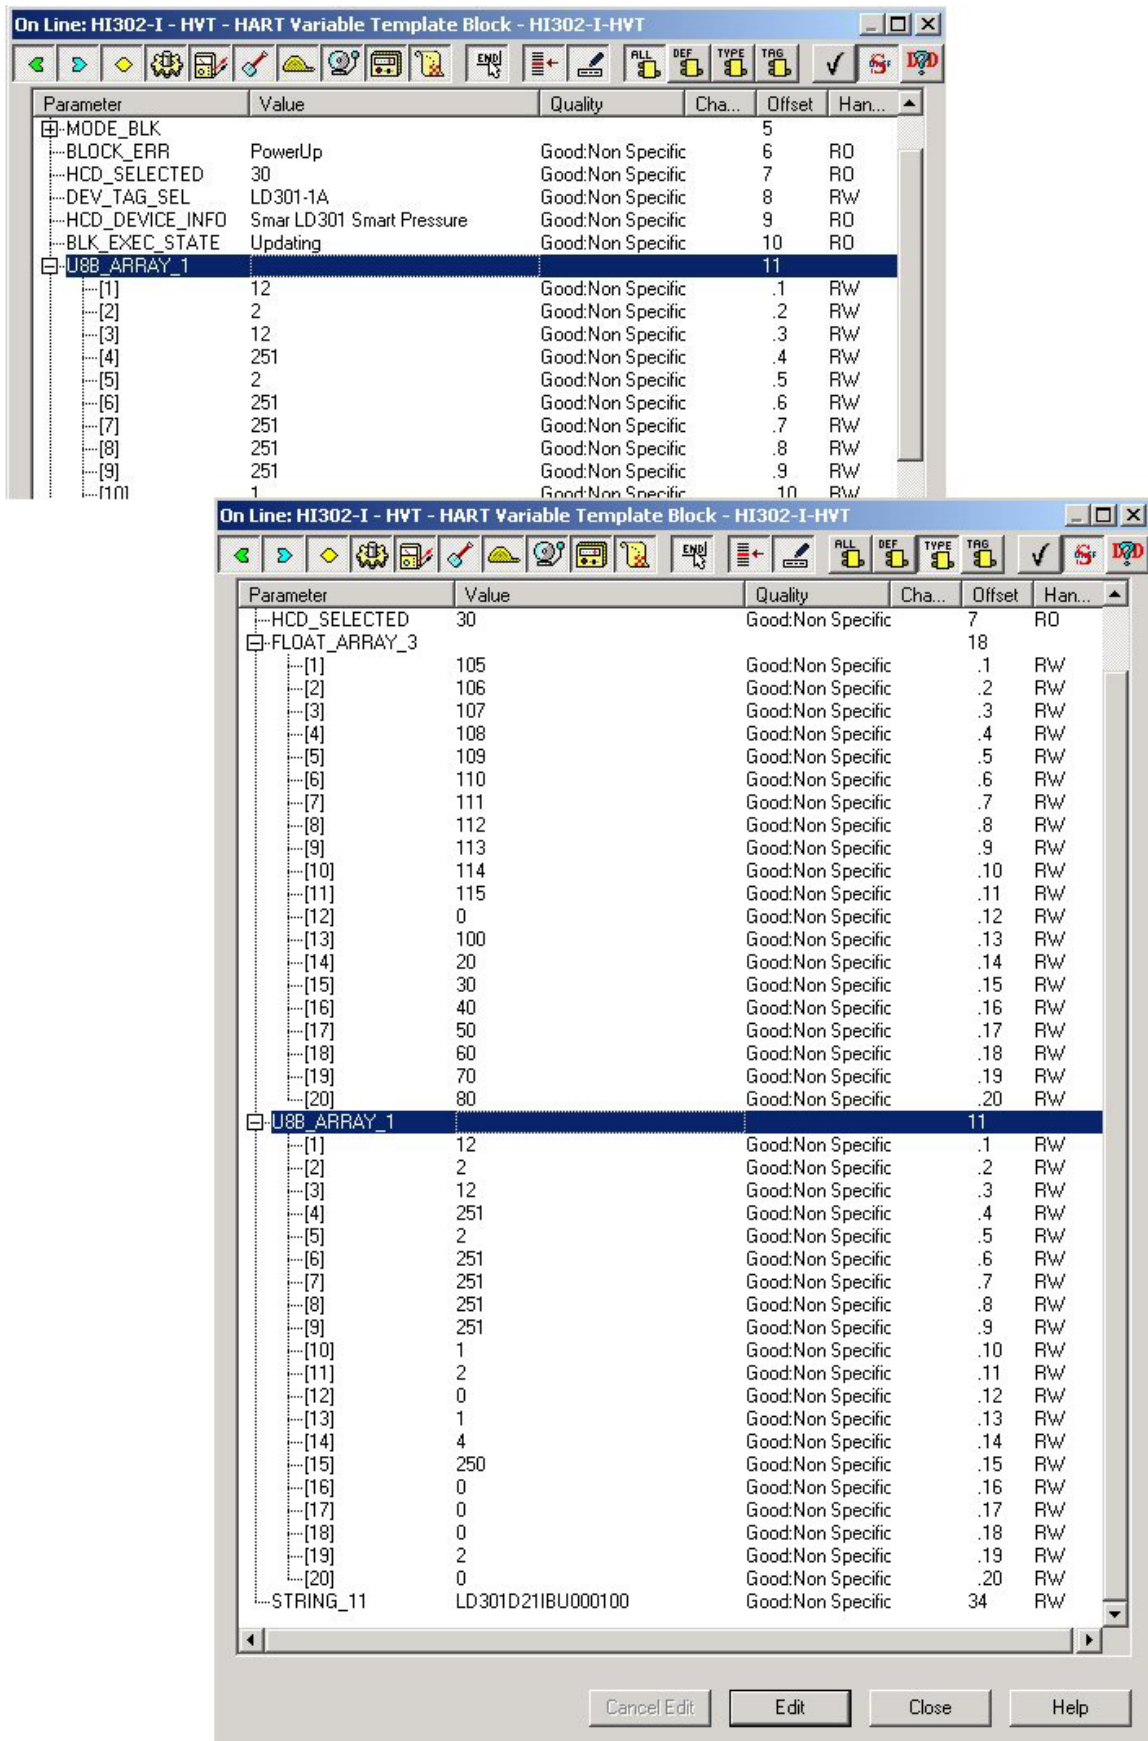 On Line: HI302-I - HVT - HART Variable Template Block - HI302-I-HVT
END ALL DEF TYPE TAG
Parameter Value Quality Cha... Offset Han...
MODE_BLK 5
BLOCK_ERR PowerUp Good:Non Specific 6 RO
HCD_SELECTED 30 Good:Non Specific 7 RO
DEV_TAG_SEL LD301-1A Good:Non Specific 8 RW
HCD_DEVICE_INFO Smar LD301 Smart Pressure Good:Non Specific 9 RO
BLK_EXEC_STATE Updating Good:Non Specific 10 RO
U8B_ARRAY_1 11
[1] 12 Good:Non Specific .1 RW
[2] 2 Good:Non Specific .2 RW
[3] 12 Good:Non Specific .3 RW
[4] 251 Good:Non Specific .4 RW
[5] 2 Good:Non Specific .5 RW
[6] 251 Good:Non Specific .6 RW
[7] 251 Good:Non Specific .7 RW
[8] 251 Good:Non Specific .8 RW
[9] 251 Good:Non Specific .9 RW
[10] 1 Good:Non Specific .10 RW
On Line: HI302-I - HVT - HART Variable Template Block - HI302-I-HVT
END ALL DEF TYPE TAG
Parameter Value Quality Cha... Offset Han...
HCD_SELECTED 30 Good:Non Specific 7 RO
FLOAT_ARRAY_3 18
[1] 105 Good:Non Specific .1 RW
[2] 106 Good:Non Specific .2 RW
[3] 107 Good:Non Specific .3 RW
[4] 108 Good:Non Specific .4 RW
[5] 109 Good:Non Specific .5 RW
[6] 110 Good:Non Specific .6 RW
[7] 111 Good:Non Specific .7 RW
[8] 112 Good:Non Specific .8 RW
[9] 113 Good:Non Specific .9 RW
[10] 114 Good:Non Specific .10 RW
[11] 115 Good:Non Specific .11 RW
[12] 0 Good:Non Specific .12 RW
[13] 100 Good:Non Specific .13 RW
[14] 20 Good:Non Specific .14 RW
[15] 30 Good:Non Specific .15 RW
[16] 40 Good:Non Specific .16 RW
[17] 50 Good:Non Specific .17 RW
[18] 60 Good:Non Specific .18 RW
[19] 70 Good:Non Specific .19 RW
[20] 80 Good:Non Specific .20 RW
U8B_ARRAY_1 11
[1] 12 Good:Non Specific .1 RW
[2] 2 Good:Non Specific .2 RW
[3] 12 Good:Non Specific .3 RW
[4] 251 Good:Non Specific .4 RW
[5] 2 Good:Non Specific .5 RW
[6] 251 Good:Non Specific .6 RW
[7] 251 Good:Non Specific .7 RW
[8] 251 Good:Non Specific .8 RW
[9] 251 Good:Non Specific .9 RW
[10] 1 Good:Non Specific .10 RW
[11] 2 Good:Non Specific .11 RW
[12] 0 Good:Non Specific .12 RW
[13] 1 Good:Non Specific .13 RW
[14] 4 Good:Non Specific .14 RW
[15] 250 Good:Non Specific .15 RW
[16] 0 Good:Non Specific .16 RW
[17] 0 Good:Non Specific .17 RW
[18] 0 Good:Non Specific .18 RW
[19] 2 Good:Non Specific .19 RW
[20] 0 Good:Non Specific .20 RW
STRING_11 LD301D21IBU000100 Good:Non Specific 34 RW
Cancel Edit Edit Close Help